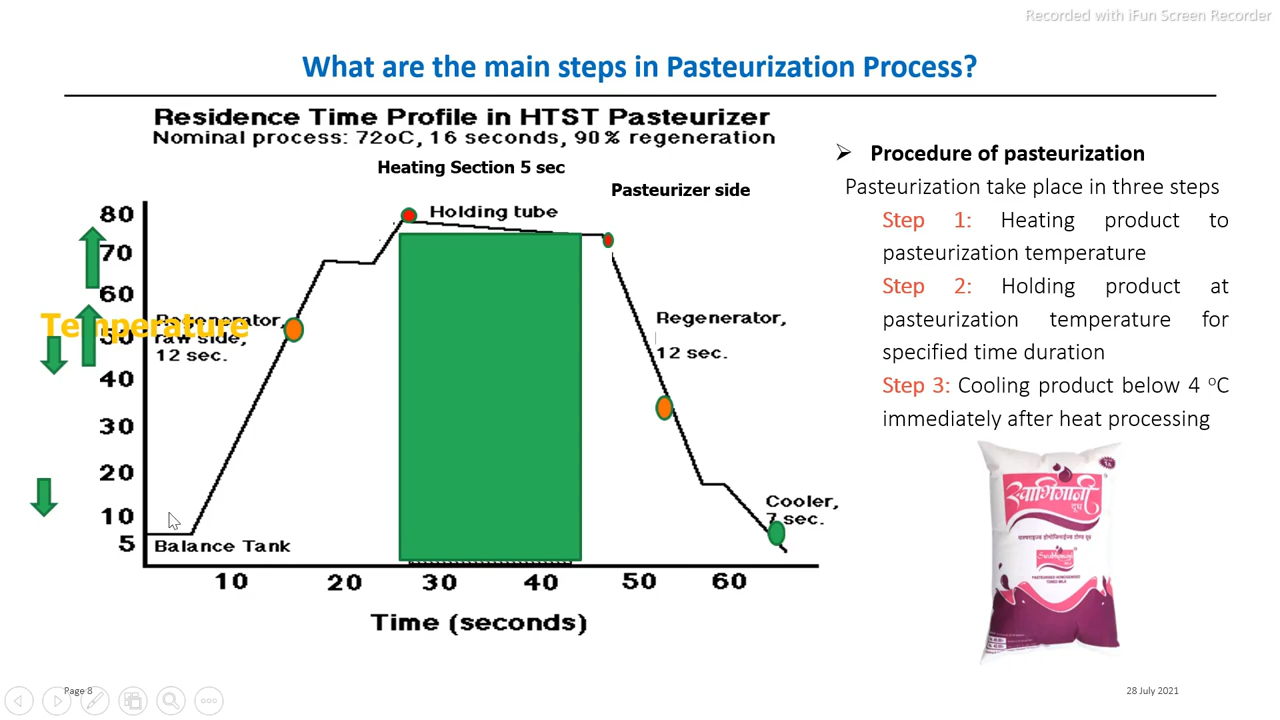 Recorded with iFun Screen Recorder
What are the main steps in Pasteurization Process?
Residence Time Profile in HTST Pasteurizer
Nominal process: 72oC, 16 seconds, 90% regeneration
Heating Section 5 sec
Pasteurizer side
Holding tube
80
70
60
50
40
30
20
10
5
Temperature
Regenerator,
raw side,
12 sec.
Regenerator,
12 sec.
Cooler,
7 sec.
Balance Tank
10 20 30 40 50 60
Time (seconds)
➢ Procedure of pasteurization
Pasteurization take place in three steps
Step 1: Heating product to
pasteurization temperature
Step 2: Holding product at
pasteurization temperature for
specified time duration
Step 3: Cooling product below 4 ºC
immediately after heat processing
स्वाभिमानी
दूध
PASTEURISED HOMOGENISED
TONED MILK
Page 8
28 July 2021